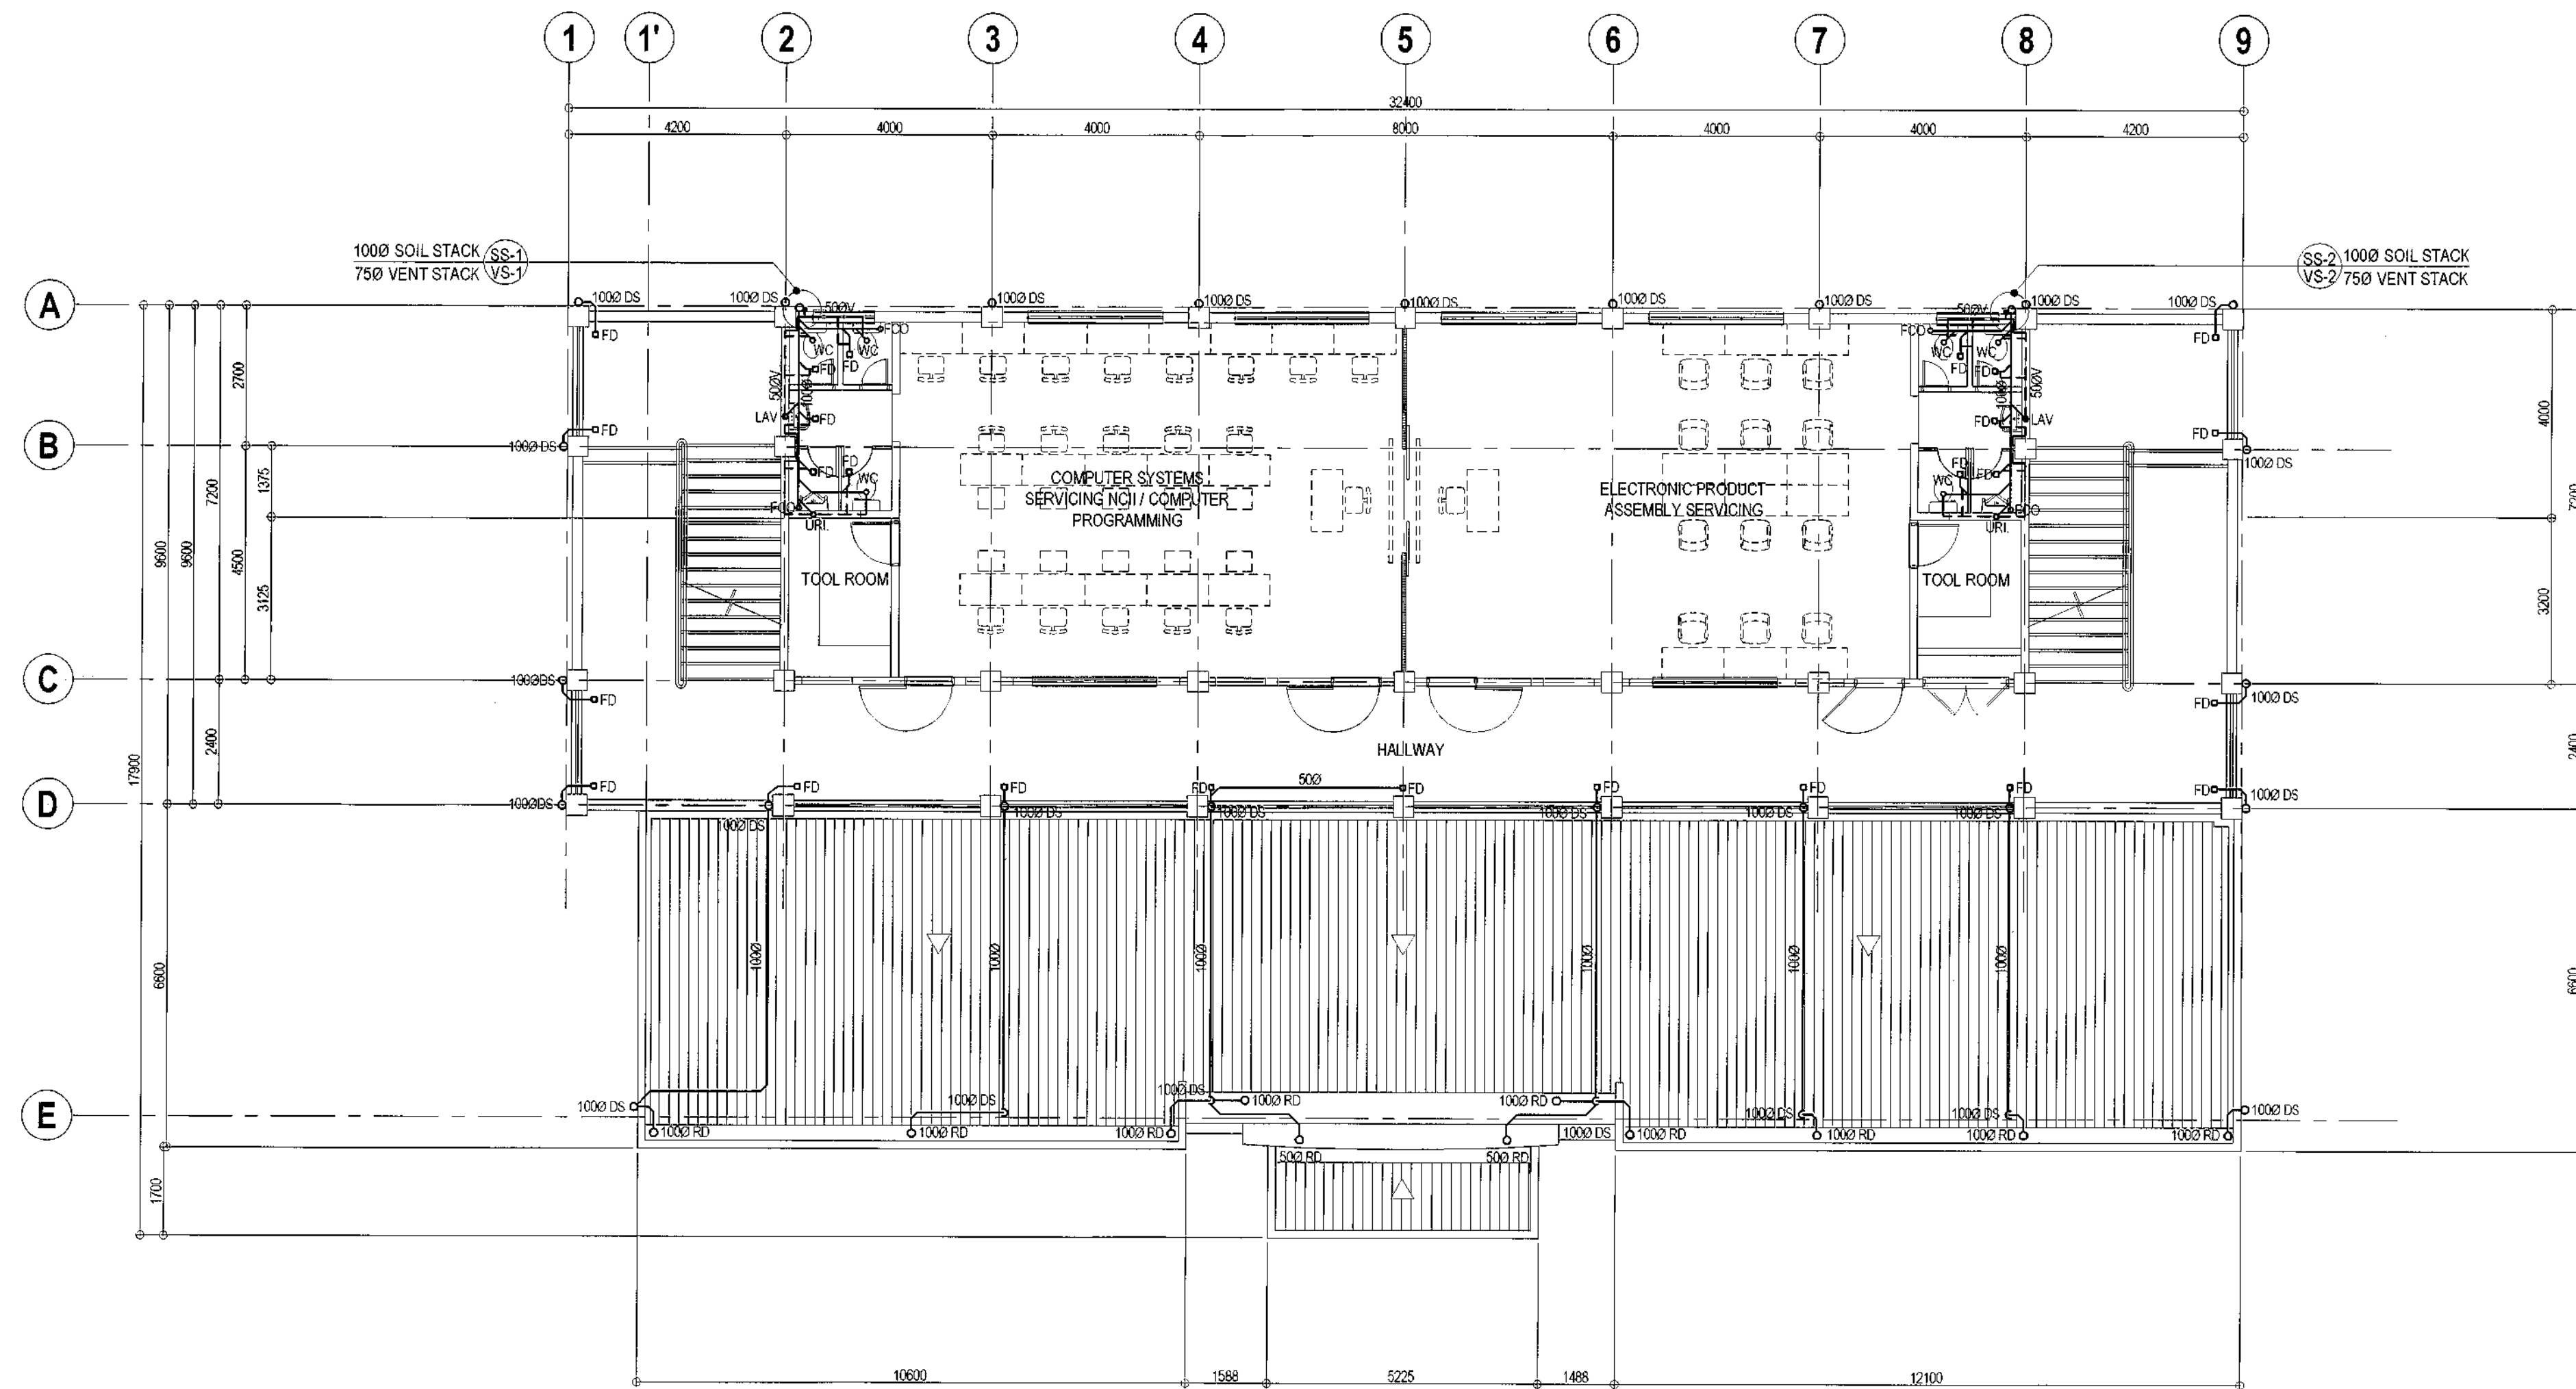 1 1' 2 3 4 5 6 7 8 9
32400
4200 4000 4000 8000 4000 4000 4200
100Ø SOIL STACK SS-1
75Ø VENT STACK VS-1
SS-2 100Ø SOIL STACK
VS-2 75Ø VENT STACK
A
100Ø DS 100Ø DS 100Ø DS 100Ø DS 100Ø DS 100Ø DS 100Ø DS 100Ø DS 100Ø DS
50ØV 50ØV
FD FCO FCO FD
WC WC WC WC
FD FD FD FD
50ØV 100Ø 100Ø 50ØV
2700
4000
LAV FD FD LAV
B
FD FD
100Ø DS 100Ø DS
FD FD FD FD
WC WC
FCO FCO
URI. URI.
COMPUTER SYSTEMS
SERVICING NCII / COMPUTER
PROGRAMMING
ELECTRONIC PRODUCT
ASSEMBLY SERVICING
1375
7200
7200
9600
9600
4500
3125
3200
TOOL ROOM TOOL ROOM
C
100Ø DS 100Ø DS
FD FD
HALLWAY
2400
2400
17900
D
FD FD FD FD 50Ø FD FD FD FD FD
100Ø DS 100Ø DS
100Ø DS 100Ø DS 100Ø DS 100Ø DS 100Ø DS 100Ø DS
100Ø 100Ø 100Ø 100Ø 100Ø 100Ø
6600
6600
E
100Ø DS 100Ø DS 100Ø DS 100Ø RD 100Ø RD 100Ø DS 100Ø DS 100Ø DS
100Ø RD 100Ø RD 100Ø RD 100Ø DS 100Ø RD 100Ø RD 100Ø RD 100Ø RD
50Ø RD 50Ø RD
1700
10600 1588 5225 1488 12100